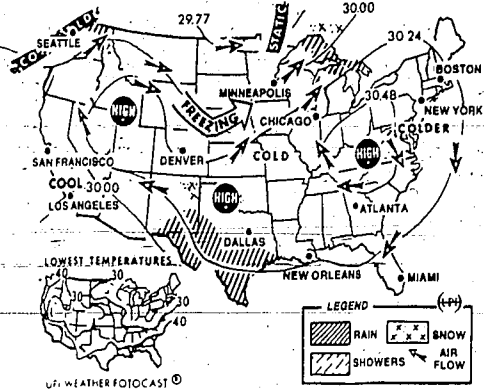 COLD
29.77
STATIC
30.00
30.24
SEATTLE
BOSTON
MINNEAPOLIS
30.48
NEW YORK
HIGH
FREEZING
CHICAGO
COLDER
SAN FRANCISCO
DENVER
COLD
HIGH
COOL
30.00
HIGH
LOS ANGELES
ATLANTA
DALLAS
LOWEST TEMPERATURES
NEW ORLEANS
MIAMI
40
30
30
30
40
LEGEND
RAIN
SNOW
SHOWERS
AIR
FLOW
UPI WEATHER FOTOCAST ®